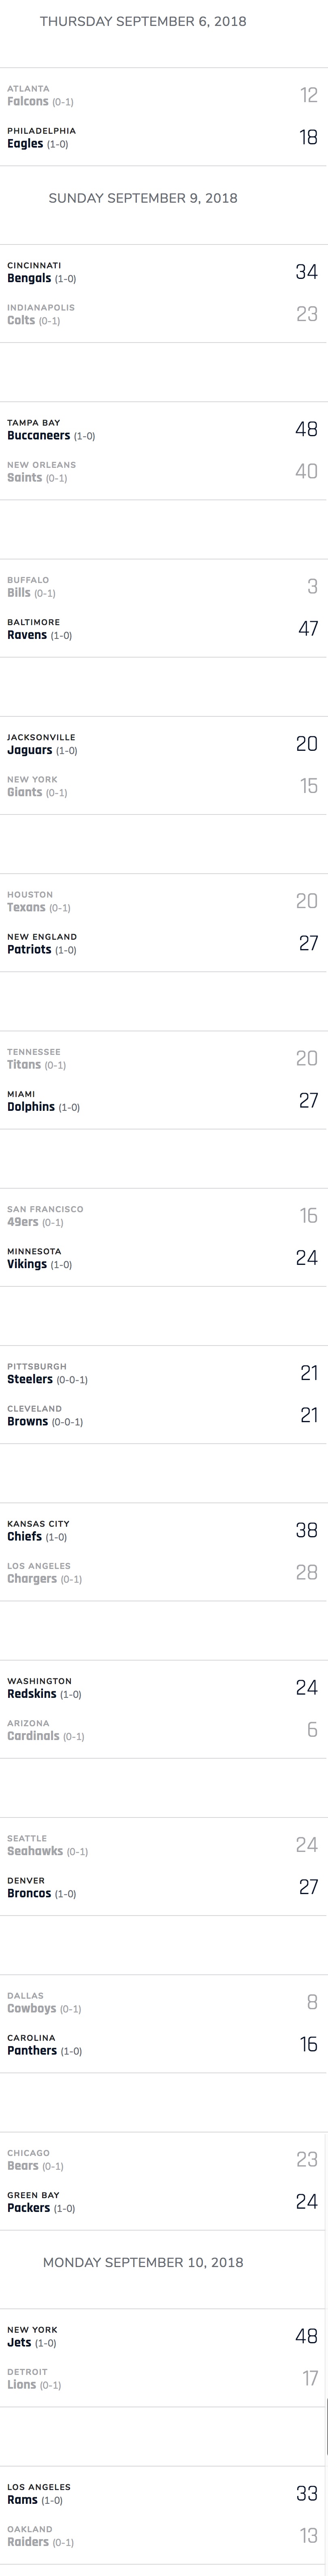 THURSDAY SEPTEMBER 6, 2018
ATLANTA
Falcons (0-1) 12
PHILADELPHIA
Eagles (1-0) 18
SUNDAY SEPTEMBER 9, 2018
CINCINNATI
Bengals (1-0) 34
INDIANAPOLIS
Colts (0-1) 23
TAMPA BAY
Buccaneers (1-0) 48
NEW ORLEANS
Saints (0-1) 40
BUFFALO
Bills (0-1) 3
BALTIMORE
Ravens (1-0) 47
JACKSONVILLE
Jaguars (1-0) 20
NEW YORK
Giants (0-1) 15
HOUSTON
Texans (0-1) 20
NEW ENGLAND
Patriots (1-0) 27
TENNESSEE
Titans (0-1) 20
MIAMI
Dolphins (1-0) 27
SAN FRANCISCO
49ers (0-1) 16
MINNESOTA
Vikings (1-0) 24
PITTSBURGH
Steelers (0-0-1) 21
CLEVELAND
Browns (0-0-1) 21
KANSAS CITY
Chiefs (1-0) 38
LOS ANGELES
Chargers (0-1) 28
WASHINGTON
Redskins (1-0) 24
ARIZONA
Cardinals (0-1) 6
SEATTLE
Seahawks (0-1) 24
DENVER
Broncos (1-0) 27
DALLAS
Cowboys (0-1) 8
CAROLINA
Panthers (1-0) 16
CHICAGO
Bears (0-1) 23
GREEN BAY
Packers (1-0) 24
MONDAY SEPTEMBER 10, 2018
NEW YORK
Jets (1-0) 48
DETROIT
Lions (0-1) 17
LOS ANGELES
Rams (1-0) 33
OAKLAND
Raiders (0-1) 13